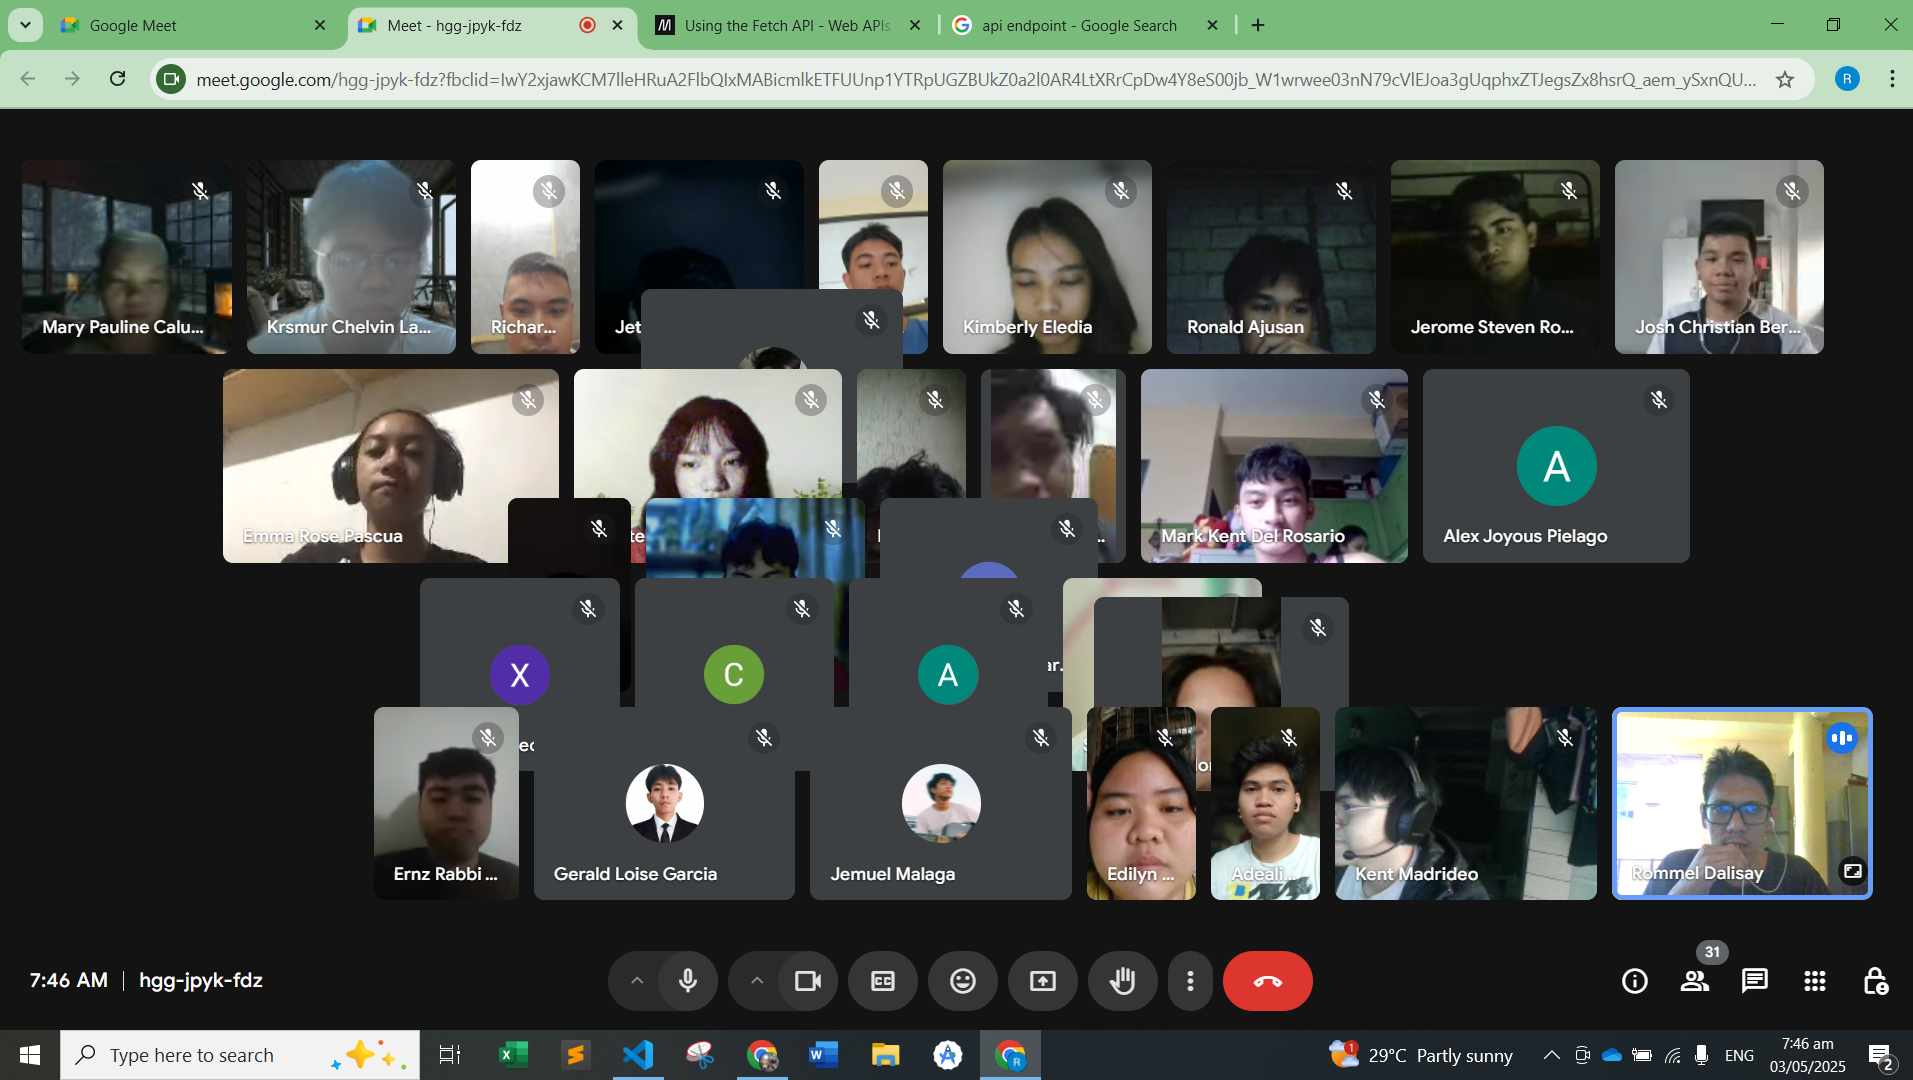 Google Meet
Meet - hgg-jpyk-fdz
Using the Fetch API - Web APIs
api endpoint - Google Search
meet.google.com/hgg-jpyk-fdz?fbclid=IwY2xjawKCM7lleHRuA2FlbQIxMABicmlkETFUUnp1YTRpUGZBUkZ0a2l0AR4LtXRrCpDw4Y8eS00jb_W1wrwee03nN79cVlEJoa3gUqphxZTJegsZx8hsrQ_aem_ySxnQU...
R
Mary Pauline Calu...
Krsmur Chelvin La...
Richar...
Jet
Kimberly Eledia
Ronald Ajusan
Jerome Steven Ro...
Josh Christian Ber...
Emma Rose Pascua
Mark Kent Del Rosario
A
Alex Joyous Pielago
X
C
A
ar.
Ernz Rabbi ...
Gerald Loise Garcia
Jemuel Malaga
Edilyn ...
Adeali...
Kent Madrideo
Rommel Dalisay
7:46 AM
hgg-jpyk-fdz
CC
31
Type here to search
1
29°C Partly sunny
ENG
7:46 am
03/05/2025
2